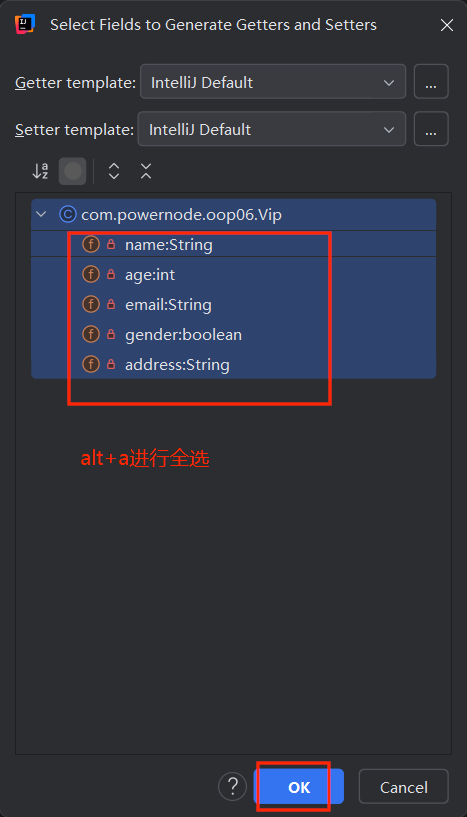 Select Fields to Generate Getters and Setters
Getter template: IntelliJ Default ...
Setter template: IntelliJ Default ...
com.powernode.oop06.Vip
name:String
age:int
email:String
gender:boolean
address:String
alt+a进行全选
? OK Cancel